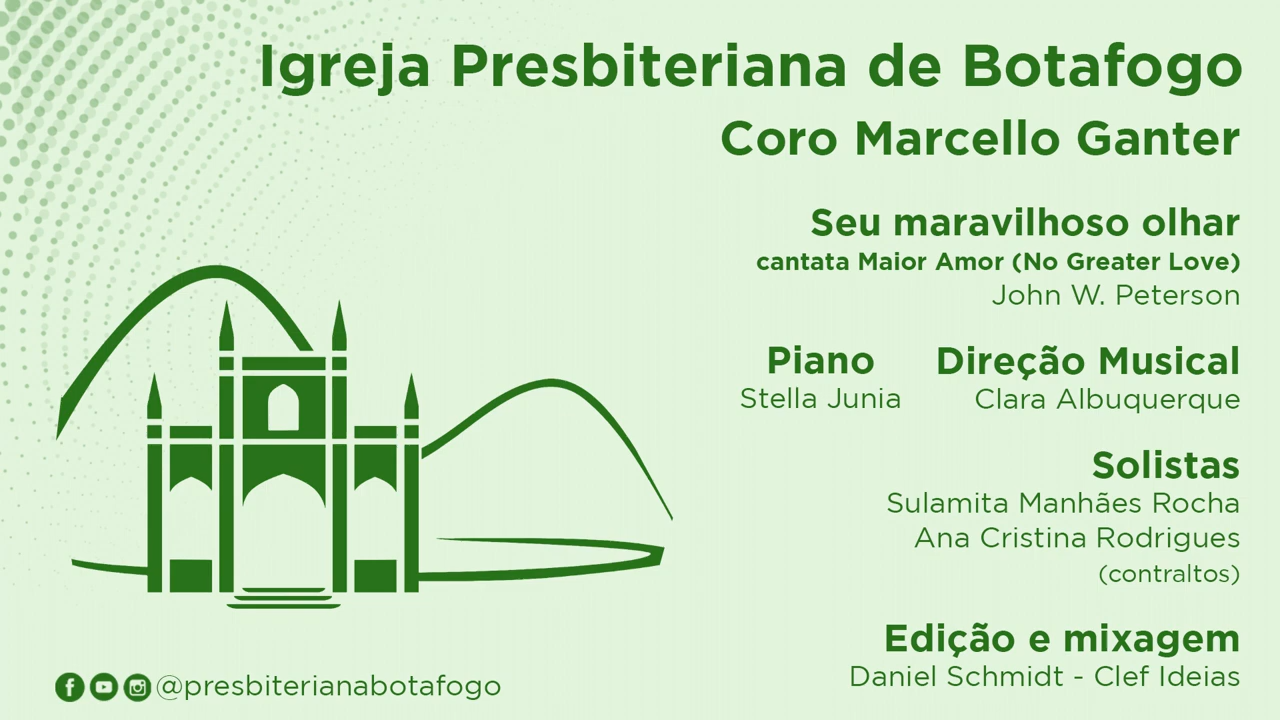 Igreja Presbiteriana de Botafogo
Coro Marcello Ganter
Seu maravilhoso olhar
cantata Maior Amor (No Greater Love)
John W. Peterson
Piano
Stella Junia
Direção Musical
Clara Albuquerque
Solistas
Sulamita Manhães Rocha
Ana Cristina Rodrigues
(contraltos)
Edição e mixagem
Daniel Schmidt - Clef Ideias
@presbiterianabotafogo